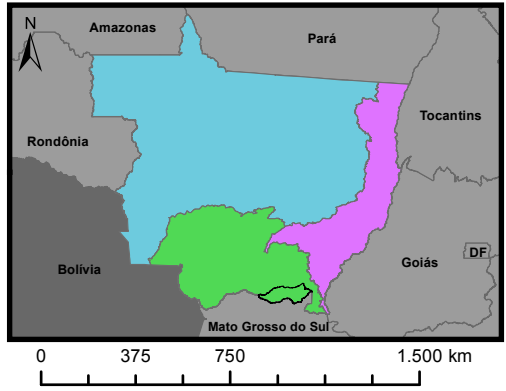 N
Amazonas
Pará
Tocantins
Rondônia
Goiás
DF
Bolívia
Mato Grosso do Sul
0 375 750 1.500 km